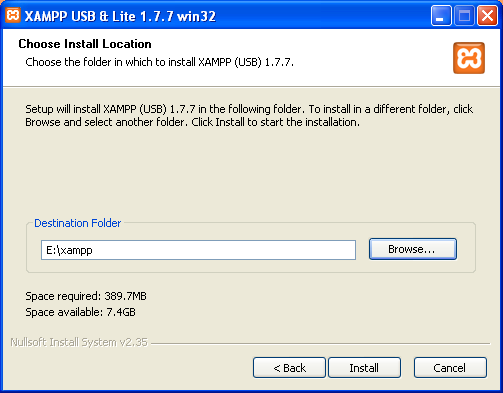 XAMPP USB & Lite 1.7.7 win32
Choose Install Location
Choose the folder in which to install XAMPP (USB) 1.7.7.
Setup will install XAMPP (USB) 1.7.7 in the following folder. To install in a different folder, click
Browse and select another folder. Click Install to start the installation.
Destination Folder
E:\xampp
Browse...
Space required: 389.7MB
Space available: 7.4GB
Nullsoft Install System v2.35
< Back
Install
Cancel